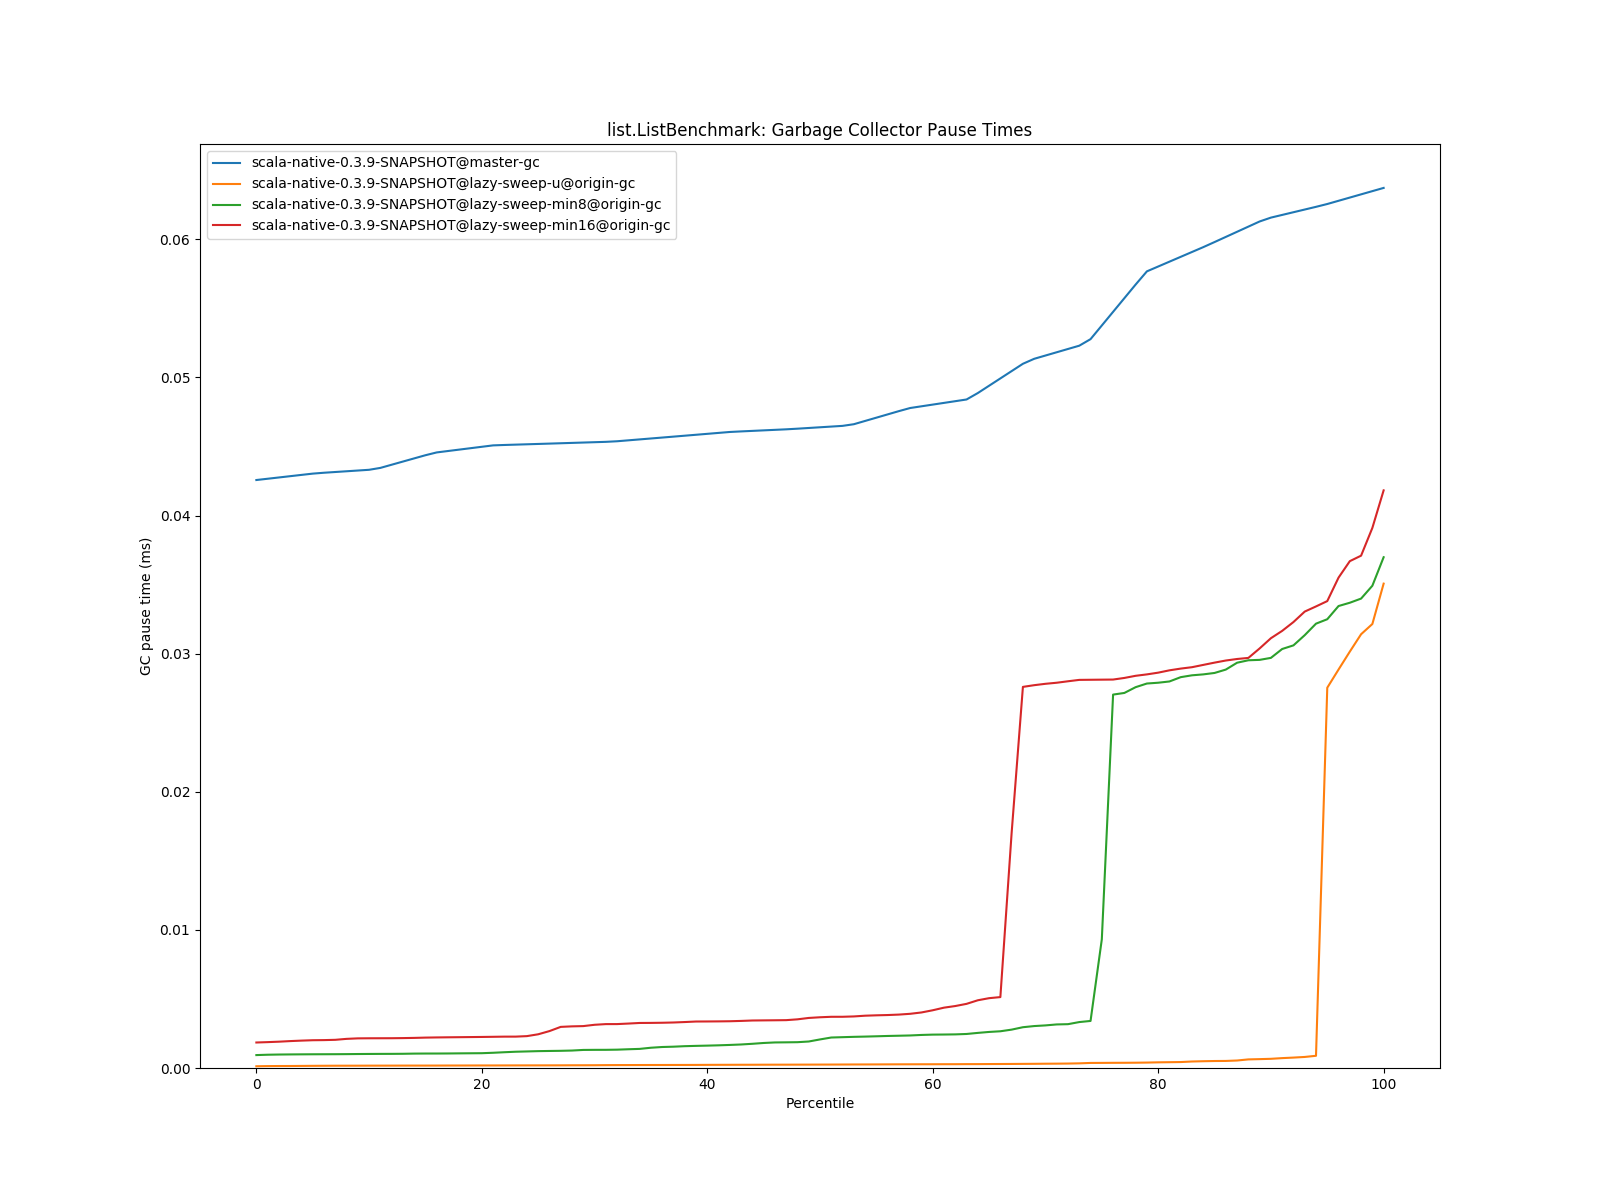 list.ListBenchmark: Garbage Collector Pause Times
scala-native-0.3.9-SNAPSHOT@master-gc
scala-native-0.3.9-SNAPSHOT@lazy-sweep-u@origin-gc
scala-native-0.3.9-SNAPSHOT@lazy-sweep-min8@origin-gc
scala-native-0.3.9-SNAPSHOT@lazy-sweep-min16@origin-gc
GC pause time (ms)
0.06
0.05
0.04
0.03
0.02
0.01
0.00
0 20 40 60 80 100
Percentile